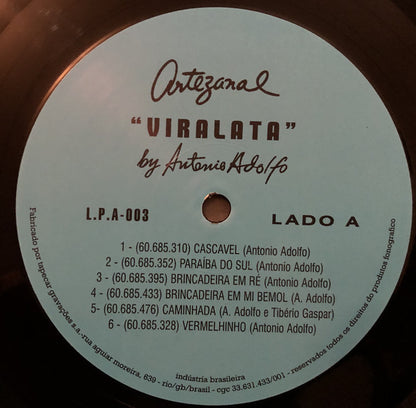 Artezanal
"VIRALATA"
by Antonio Adolfo
L.P.A-003
LADO A
1 - (60.685.310) CASCAVEL (Antonio Adolfo)
2 - (60.685.352) PARAÍBA DO SUL (Antonio Adolfo)
3 - (60.685.395) BRINCADEIRA EM RÉ (Antonio Adolfo)
4 - (60.685.433) BRINCADEIRA EM MI BEMOL (A. Adolfo)
5- (60.685.476) CAMINHADA (A. Adolfo e Tibério Gaspar)
6 - (60.685.328) VERMELHINHO (Antonio Adolfo)
indústria brasileira
Fabricado por tapecar gravações s.a.-rua aguiar moreira, 639 - rio/gb/brasil - cgc 33.631.433/001 - reservados todos os direitos do produtos fonografico